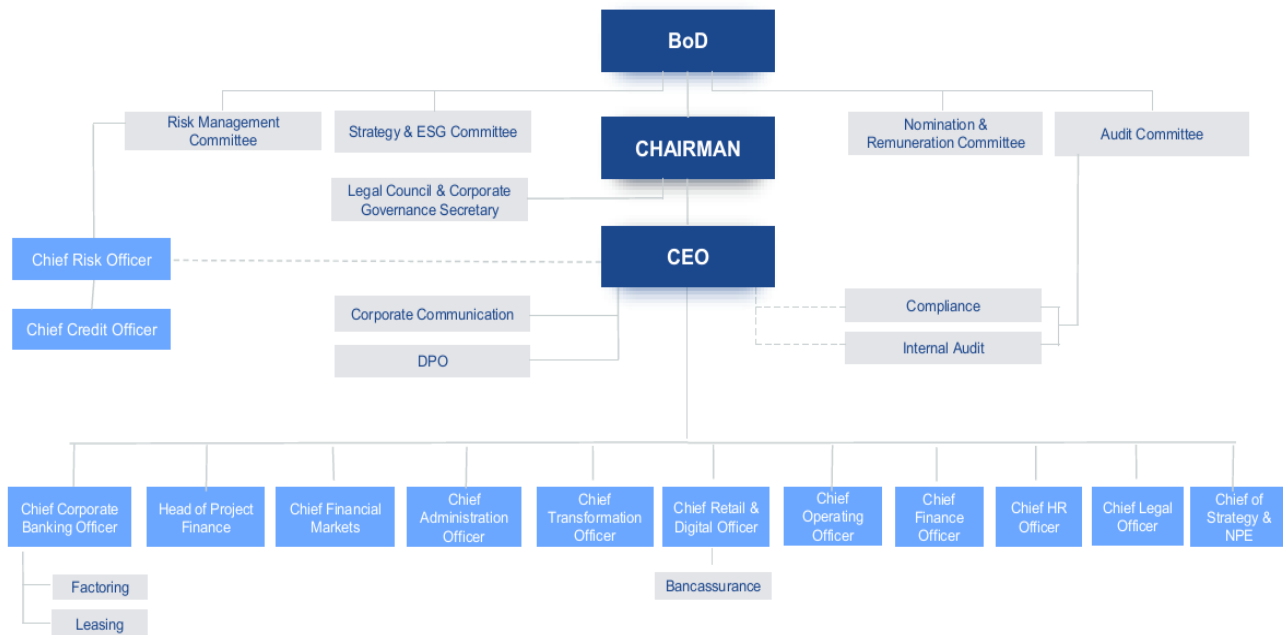 BoD
Risk Management
Committee
Strategy & ESG Committee
CHAIRMAN
Nomination &
Remuneration Committee
Audit Committee
Legal Council & Corporate
Governance Secretary
Chief Risk Officer
CEO
Chief Credit Officer
Corporate Communication
DPO
Compliance
Internal Audit
Chief Corporate
Banking Officer
Head of Project
Finance
Chief Financial
Markets
Chief
Administration
Officer
Chief
Transformation
Officer
Chief Retail &
Digital Officer
Chief
Operating
Officer
Chief
Finance
Officer
Chief HR
Officer
Chief Legal
Officer
Chief of
Strategy &
NPE
Factoring
Leasing
Bancassurance